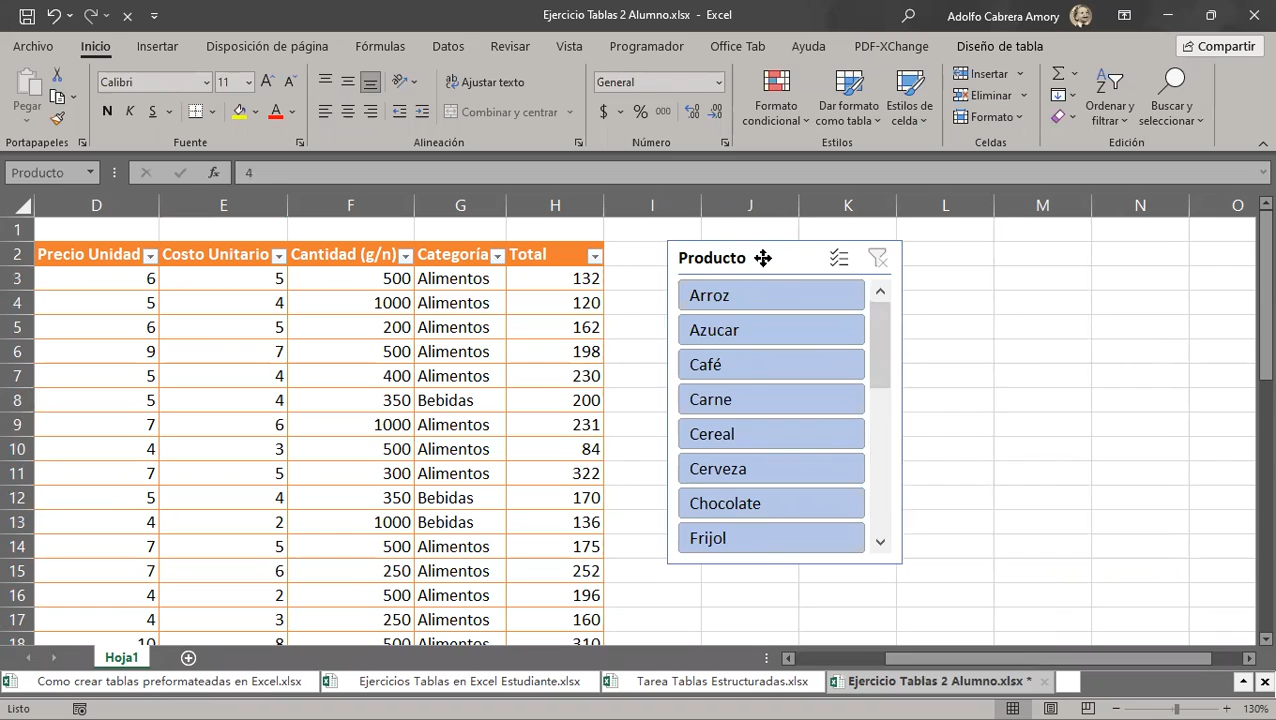 Ejercicio Tablas 2 Alumno.xlsx - Excel
Adolfo Cabrera Amory
Archivo Inicio Insertar Disposición de página Fórmulas Datos Revisar Vista Programador Office Tab Ayuda PDF-XChange Diseño de tabla Compartir
Pegar
Calibri 11
N K S
Ajustar texto
Combinar y centrar
General
$ % 000
Formato condicional
Dar formato como tabla
Estilos de celda
Insertar
Eliminar
Formato
Ordenar y filtrar
Buscar y seleccionar
Portapapeles Fuente Alineación Número Estilos Celdas Edición
Producto fx 4
D E F G H I J K L M N O
1
2 Precio Unidad Costo Unitario Cantidad (g/n) Categoría Total
3 6 5 500 Alimentos 132
4 5 4 1000 Alimentos 120
5 6 5 200 Alimentos 162
6 9 7 500 Alimentos 198
7 5 4 400 Alimentos 230
8 5 4 350 Bebidas 200
9 7 6 1000 Alimentos 231
10 4 3 500 Alimentos 84
11 7 5 300 Alimentos 322
12 5 4 350 Bebidas 170
13 4 2 1000 Bebidas 136
14 7 5 500 Alimentos 175
15 7 6 250 Alimentos 252
16 4 2 500 Alimentos 196
17 4 3 250 Alimentos 160
18 10 8 500 Alimentos 310
Producto
Arroz
Azucar
Café
Carne
Cereal
Cerveza
Chocolate
Frijol
Hoja1
Como crear tablas preformateadas en Excel.xlsx
Ejercicios Tablas en Excel Estudiante.xlsx
Tarea Tablas Estructuradas.xlsx
Ejercicio Tablas 2 Alumno.xlsx *
Listo
130%